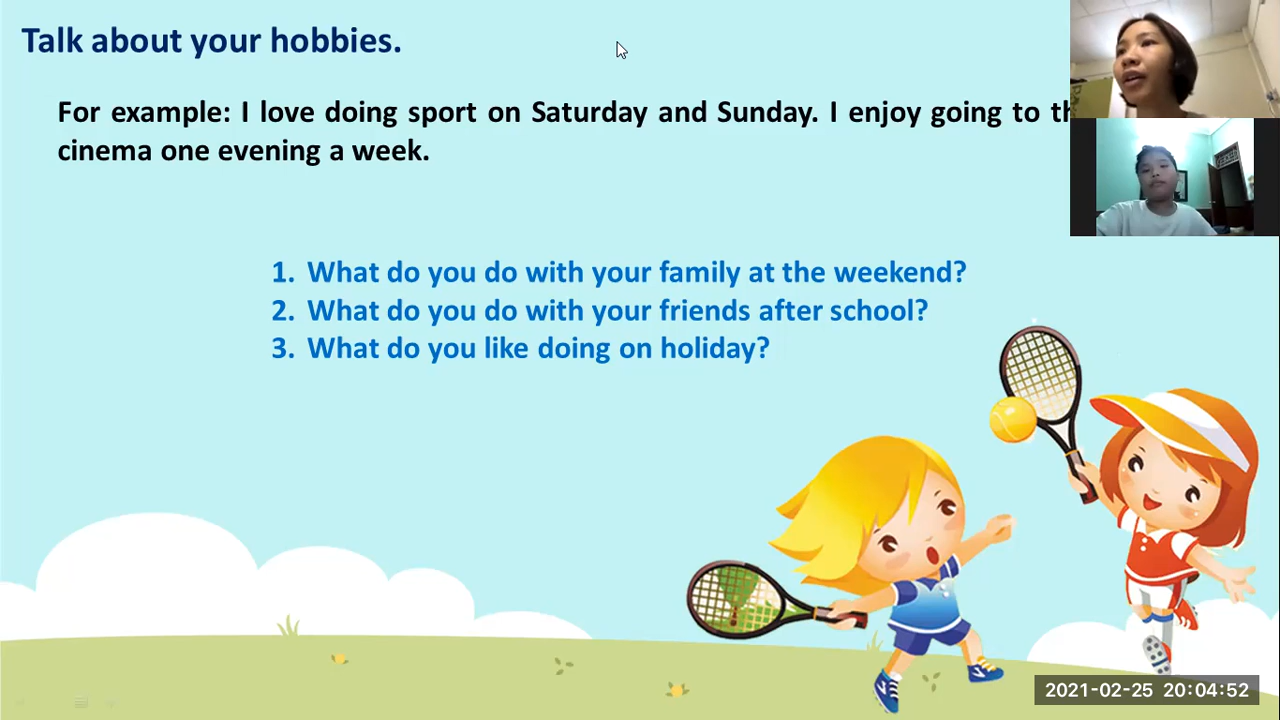 Talk about your hobbies.
For example: I love doing sport on Saturday and Sunday. I enjoy going to
cinema one evening a week.
1. What do you do with your family at the weekend?
2. What do you do with your friends after school?
3. What do you like doing on holiday?
2021-02-25 20:04:52